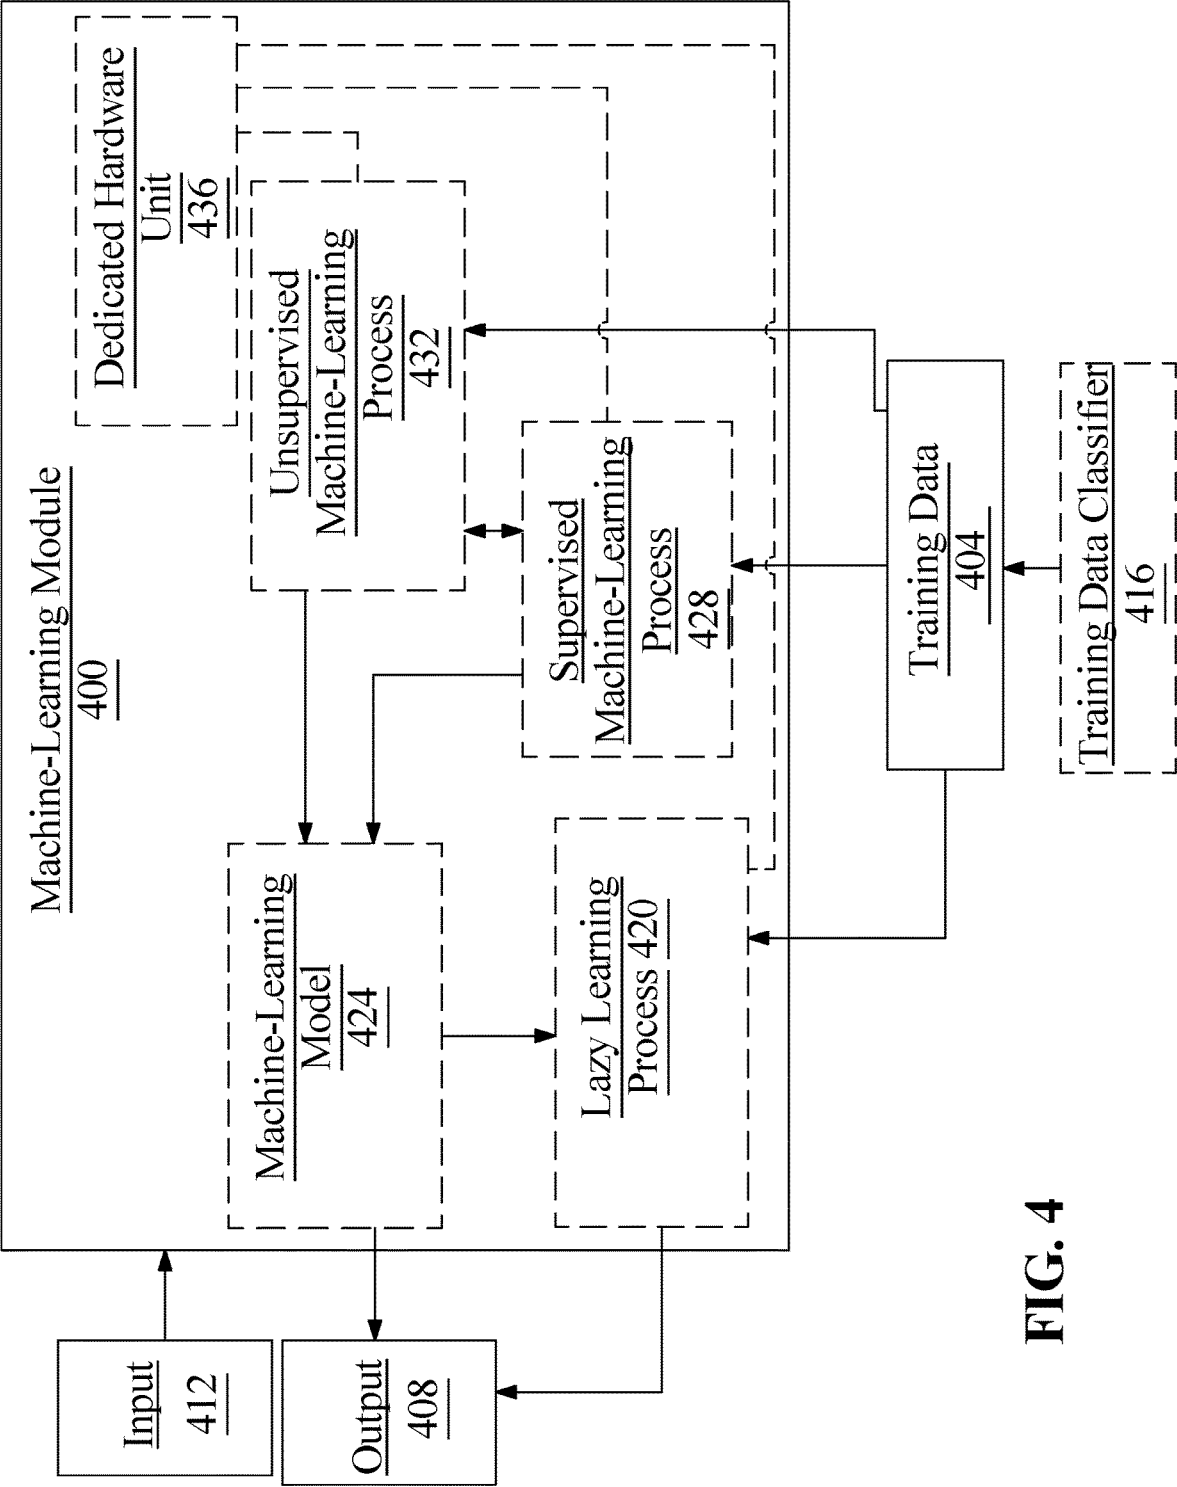 Machine-Learning Module
400
Input
412
Output
408
Machine-Learning
Model
424
Unsupervised
Machine-Learning
Process
432
Dedicated Hardware
Unit
436
Lazy Learning
Process 420
Supervised
Machine-Learning
Process
428
Training Data
404
Training Data Classifier
416
FIG. 4